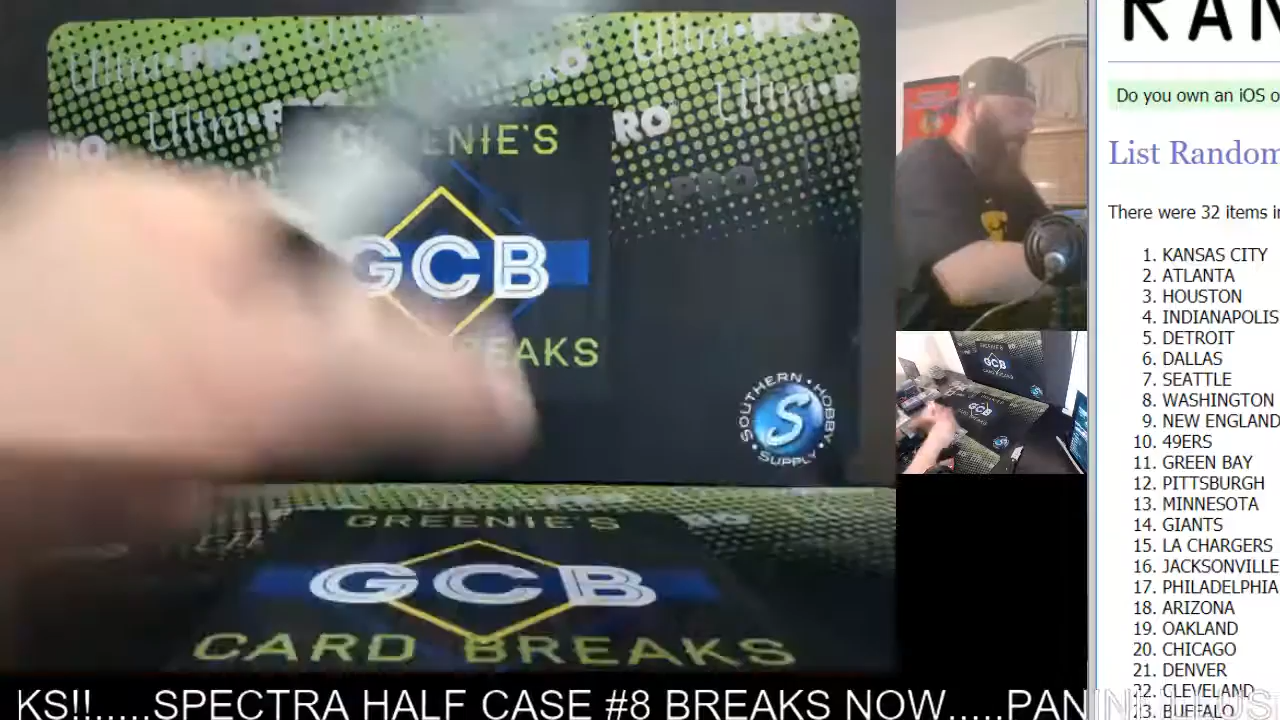 Ultra·PRO
Ultra·PRO
GREENIE'S
GCB
EAKS
SOUTHERN·HOBBY
S
SUPPLY
GREENIE'S
GCB
CARD BREAKS
RAN
Do you own an iOS o
List Random
There were 32 items in
1. KANSAS CITY
2. ATLANTA
3. HOUSTON
4. INDIANAPOLIS
5. DETROIT
6. DALLAS
7. SEATTLE
8. WASHINGTON
9. NEW ENGLAND
10. 49ERS
11. GREEN BAY
12. PITTSBURGH
13. MINNESOTA
14. GIANTS
15. LA CHARGERS
16. JACKSONVILLE
17. PHILADELPHIA
18. ARIZONA
19. OAKLAND
20. CHICAGO
21. DENVER
22. CLEVELAND
23. BUFFALO
KS!!.....SPECTRA HALF CASE #8 BREAKS NOW.....PANINI